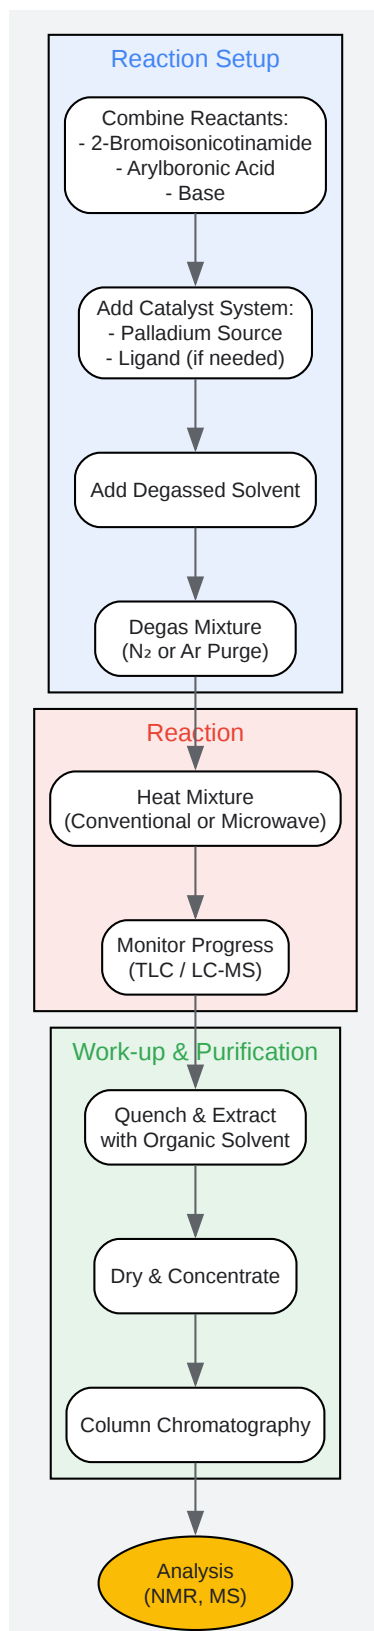 Reaction Setup
Combine Reactants:
- 2-Bromoisonicotinamide
- Arylboronic Acid
- Base
Add Catalyst System:
- Palladium Source
- Ligand (if needed)
Add Degassed Solvent
Degas Mixture
(N₂ or Ar Purge)
Reaction
Heat Mixture
(Conventional or Microwave)
Monitor Progress
(TLC / LC-MS)
Work-up & Purification
Quench & Extract
with Organic Solvent
Dry & Concentrate
Column Chromatography
Analysis
(NMR, MS)